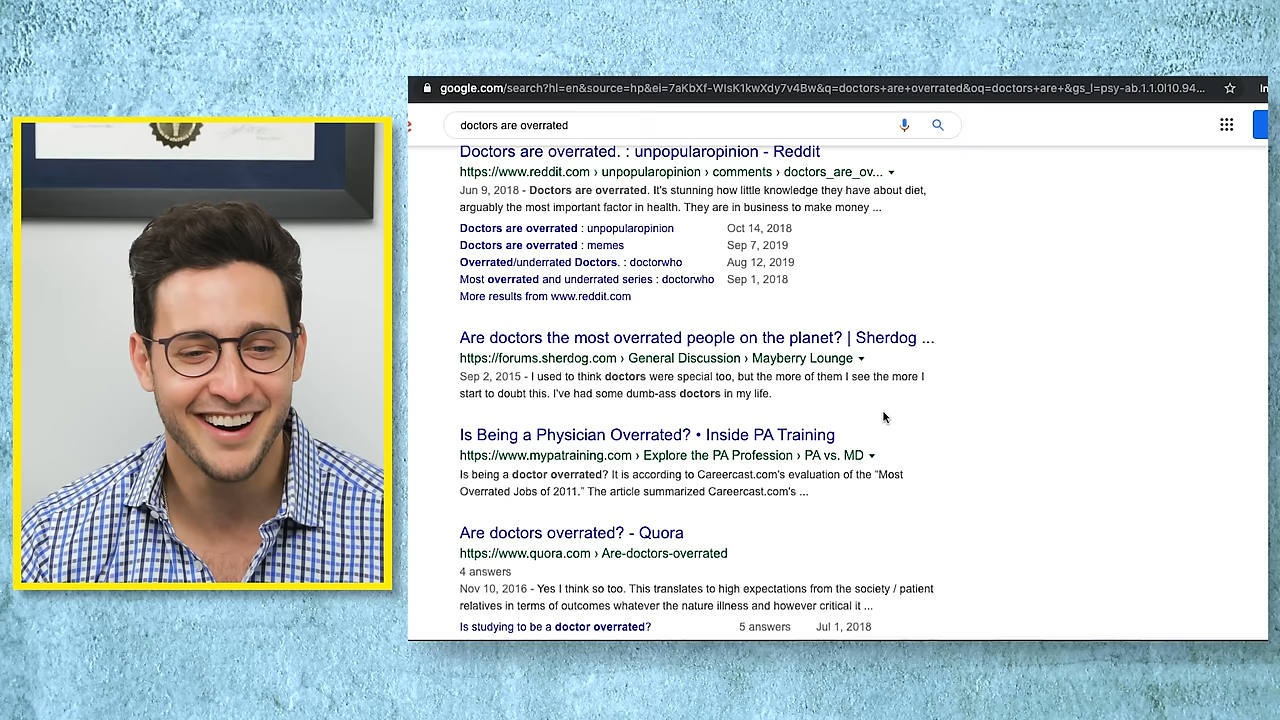 google.com/search?hl=en&source=hp&ei=7aKbXf-WIsK1kwXdy7v4Bw&q=doctors+are+overrated&oq=doctors+are+&gs_l=psy-ab.1.1.0l10.94...
doctors are overrated
Doctors are overrated. : unpopularopinion - Reddit
https://www.reddit.com › unpopularopinion › comments › doctors_are_ov...
Jun 9, 2018 - Doctors are overrated. It's stunning how little knowledge they have about diet,
arguably the most important factor in health. They are in business to make money ...
Doctors are overrated : unpopularopinion Oct 14, 2018
Doctors are overrated : memes Sep 7, 2019
Overrated/underrated Doctors. : doctorwho Aug 12, 2019
Most overrated and underrated series : doctorwho Sep 1, 2018
More results from www.reddit.com
Are doctors the most overrated people on the planet? | Sherdog ...
https://forums.sherdog.com › General Discussion › Mayberry Lounge
Sep 2, 2015 - I used to think doctors were special too, but the more of them I see the more I
start to doubt this. I've had some dumb-ass doctors in my life.
Is Being a Physician Overrated? • Inside PA Training
https://www.mypatraining.com › Explore the PA Profession › PA vs. MD
Is being a doctor overrated? It is according to Careercast.com's evaluation of the “Most
Overrated Jobs of 2011.” The article summarized Careercast.com's ...
Are doctors overrated? - Quora
https://www.quora.com › Are-doctors-overrated
4 answers
Nov 10, 2016 - Yes I think so too. This translates to high expectations from the society / patient
relatives in terms of outcomes whatever the nature illness and however critical it ...
Is studying to be a doctor overrated? 5 answers Jul 1, 2018